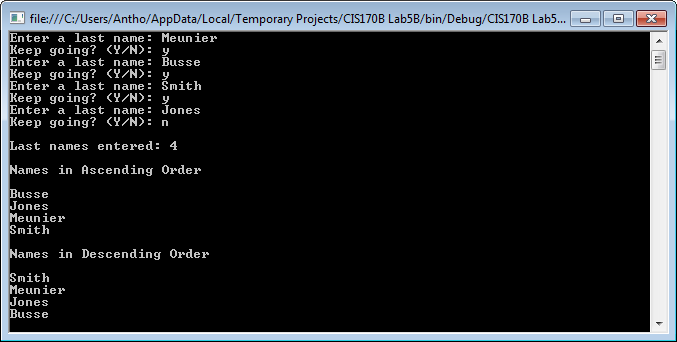 file:///C:/Users/Antho/AppData/Local/Temporary Projects/CIS170B Lab5B/bin/Debug/CIS170B Lab5...
Enter a last name: Meunier
Keep going? (Y/N): y
Enter a last name: Busse
Keep going? (Y/N): y
Enter a last name: Smith
Keep going? (Y/N): y
Enter a last name: Jones
Keep going? (Y/N): n
Last names entered: 4
Names in Ascending Order
Busse
Jones
Meunier
Smith
Names in Descending Order
Smith
Meunier
Jones
Busse